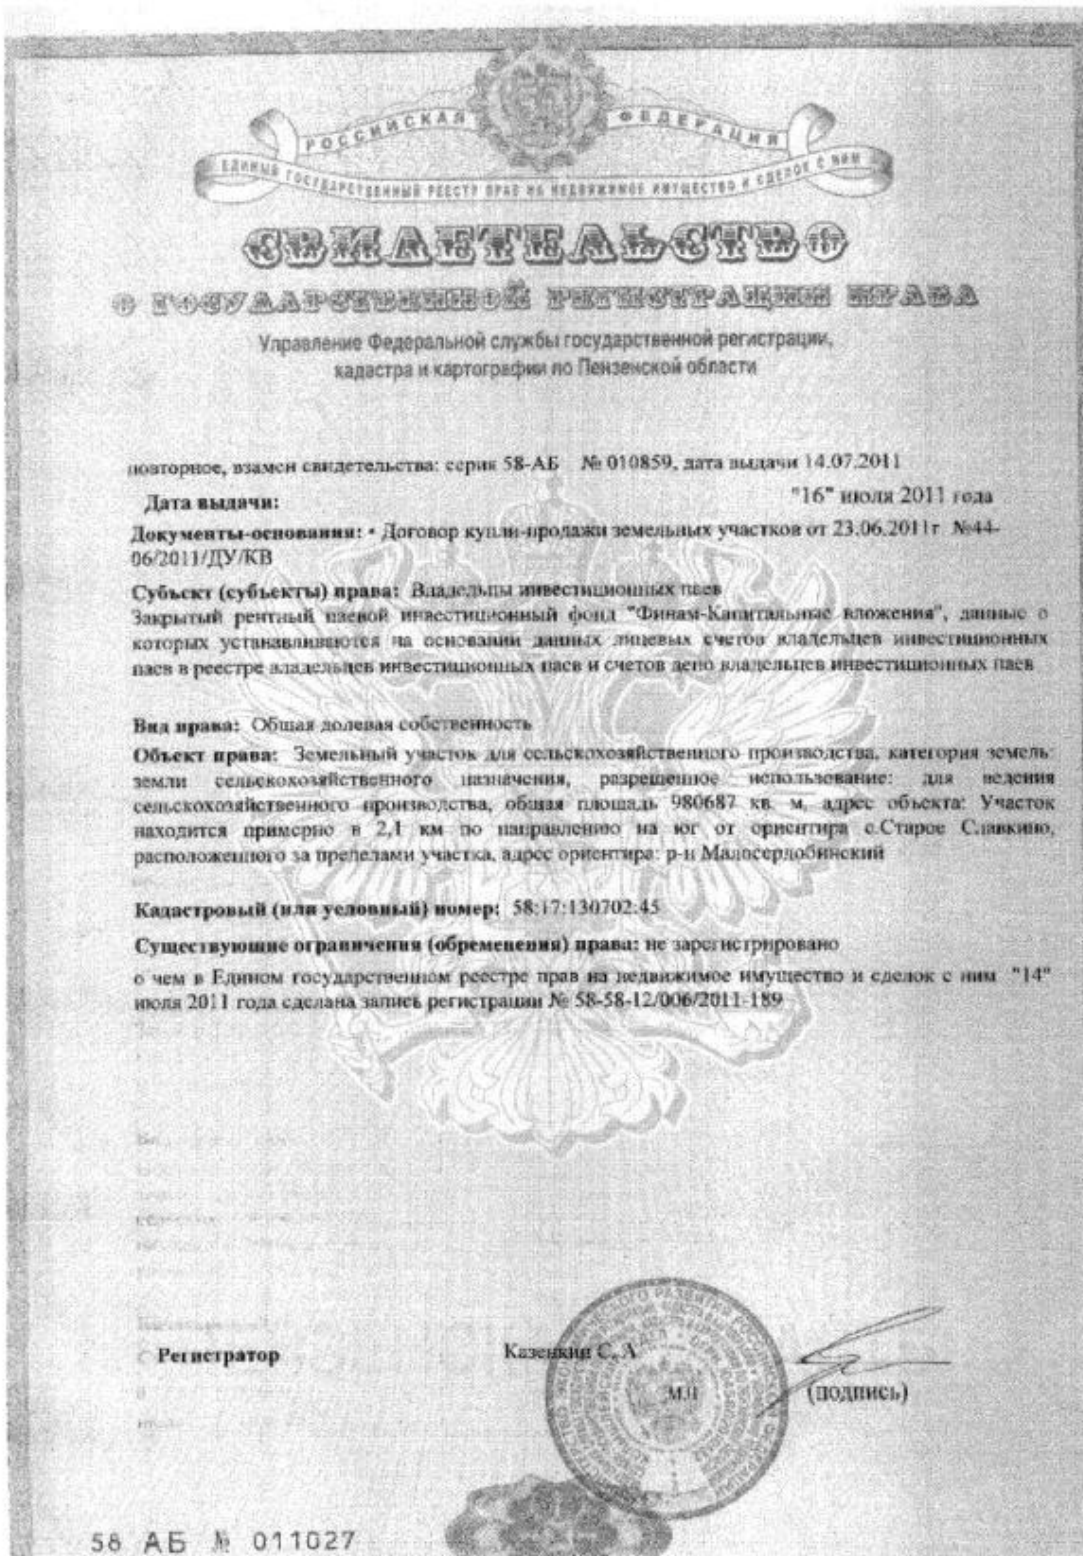 РОССИЙСКАЯ ФЕДЕРАЦИЯ
ЕДИНЫЙ ГОСУДАРСТВЕННЫЙ РЕЕСТР ПРАВ НА НЕДВИЖИМОЕ ИМУЩЕСТВО И СДЕЛОК С НИМ
СВИДЕТЕЛЬСТВО
О ГОСУДАРСТВЕННОЙ РЕГИСТРАЦИИ ПРАВА
Управление Федеральной службы государственной регистрации,
кадастра и картографии по Пензенской области
повторное, взамен свидетельства: серия 58-АБ № 010859, дата выдачи 14.07.2011
Дата выдачи: "16" июля 2011 года
Документы-основания: • Договор купли-продажи земельных участков от 23.06.2011г №44-
06/2011/ДУ/КВ
Субъект (субъекты) права: Владельцы инвестиционных паев
Закрытый рентный паевой инвестиционный фонд "Финам-Капитальные вложения", данные о
которых устанавливаются на основании данных лицевых счетов владельцев инвестиционных
паев в реестре владельцев инвестиционных паев и счетов депо владельцев инвестиционных паев
Вид права: Общая долевая собственность
Объект права: Земельный участок для сельскохозяйственного производства, категория земель:
земли сельскохозяйственного назначения, разрешенное использование: для ведения
сельскохозяйственного производства, общая площадь 980687 кв. м, адрес объекта: Участок
находится примерно в 2,1 км по направлению на юг от ориентира с.Старое Славкино,
расположенного за пределами участка, адрес ориентира: р-н Малосердобинский
Кадастровый (или условный) номер: 58:17:130702:45
Существующие ограничения (обременения) права: не зарегистрировано
о чем в Едином государственном реестре прав на недвижимое имущество и сделок с ним "14"
июля 2011 года сделана запись регистрации № 58-58-12/006/2011-189
Регистратор Казенкин С. А
М.П
(подпись)
58 АБ № 011027